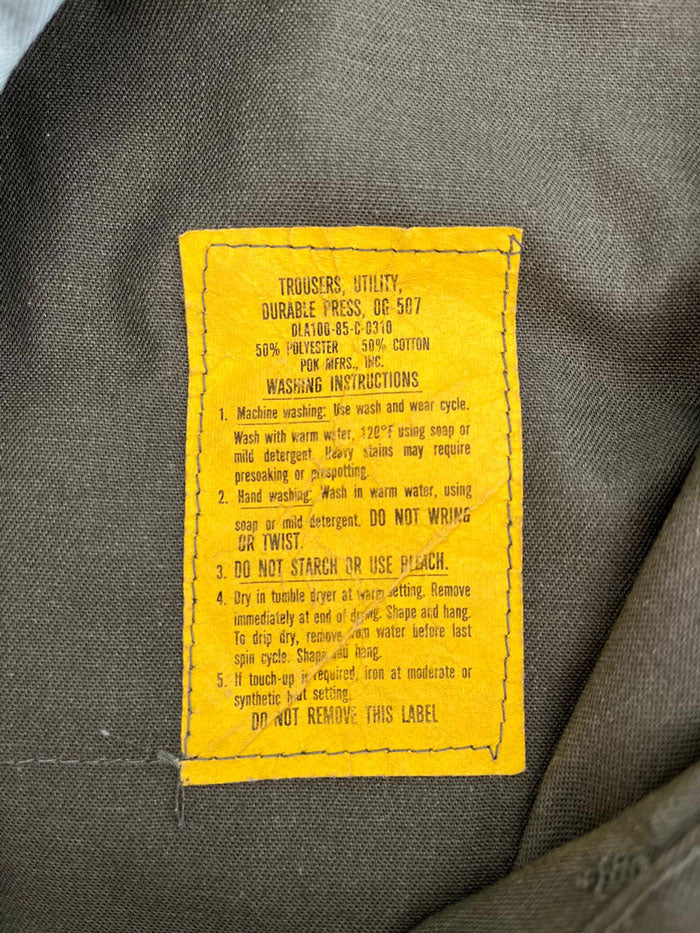 TROUSERS, UTILITY,
DURABLE PRESS, OG-507
DLA100-85-C-0310
50% POLYESTER 50% COTTON
PDK MFRS., INC.
WASHING INSTRUCTIONS
1. Machine washing: Use wash and wear cycle.
Wash with warm water, 120°F using soap or
mild detergent. Heavy stains may require
presoaking or prespotting.
2. Hand washing: Wash in warm water, using
soap or mild detergent. DO NOT WRING
OR TWIST.
3. DO NOT STARCH OR USE BLEACH.
4. Dry in tumble dryer at warm setting. Remove
immediately at end of drying. Shape and hang.
To drip dry, remove from water before last
spin cycle. Shape and hang.
5. If touch-up is required, iron at moderate or
synthetic heat setting.
DO NOT REMOVE THIS LABEL